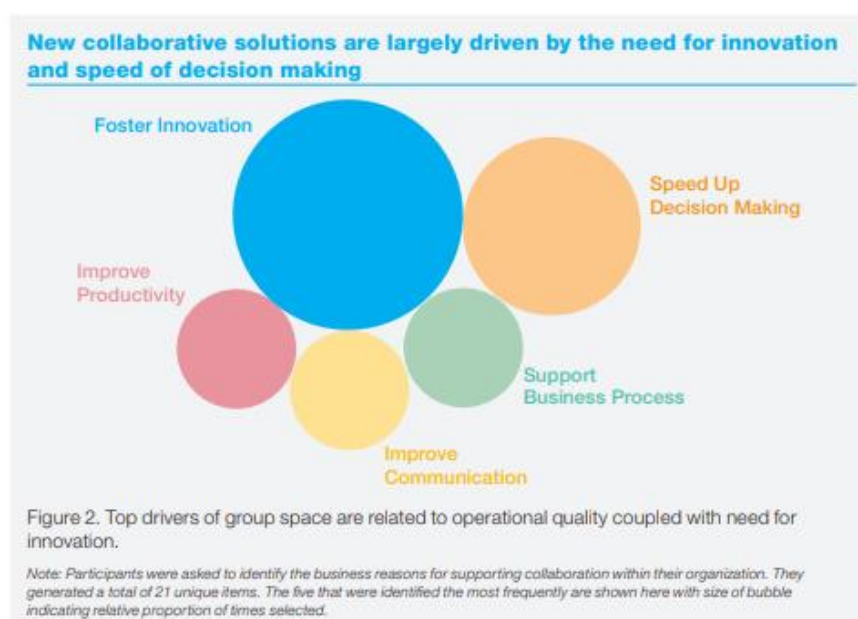 New collaborative solutions are largely driven by the need for innovation
and speed of decision making
Foster Innovation
Speed Up
Decision Making
Improve
Productivity
Support
Business Process
Improve
Communication
Figure 2. Top drivers of group space are related to operational quality coupled with need for
innovation.
Note: Participants were asked to identify the business reasons for supporting collaboration within their organization. They
generated a total of 21 unique items. The five that were identified the most frequently are shown here with size of bubble
indicating relative proportion of times selected.